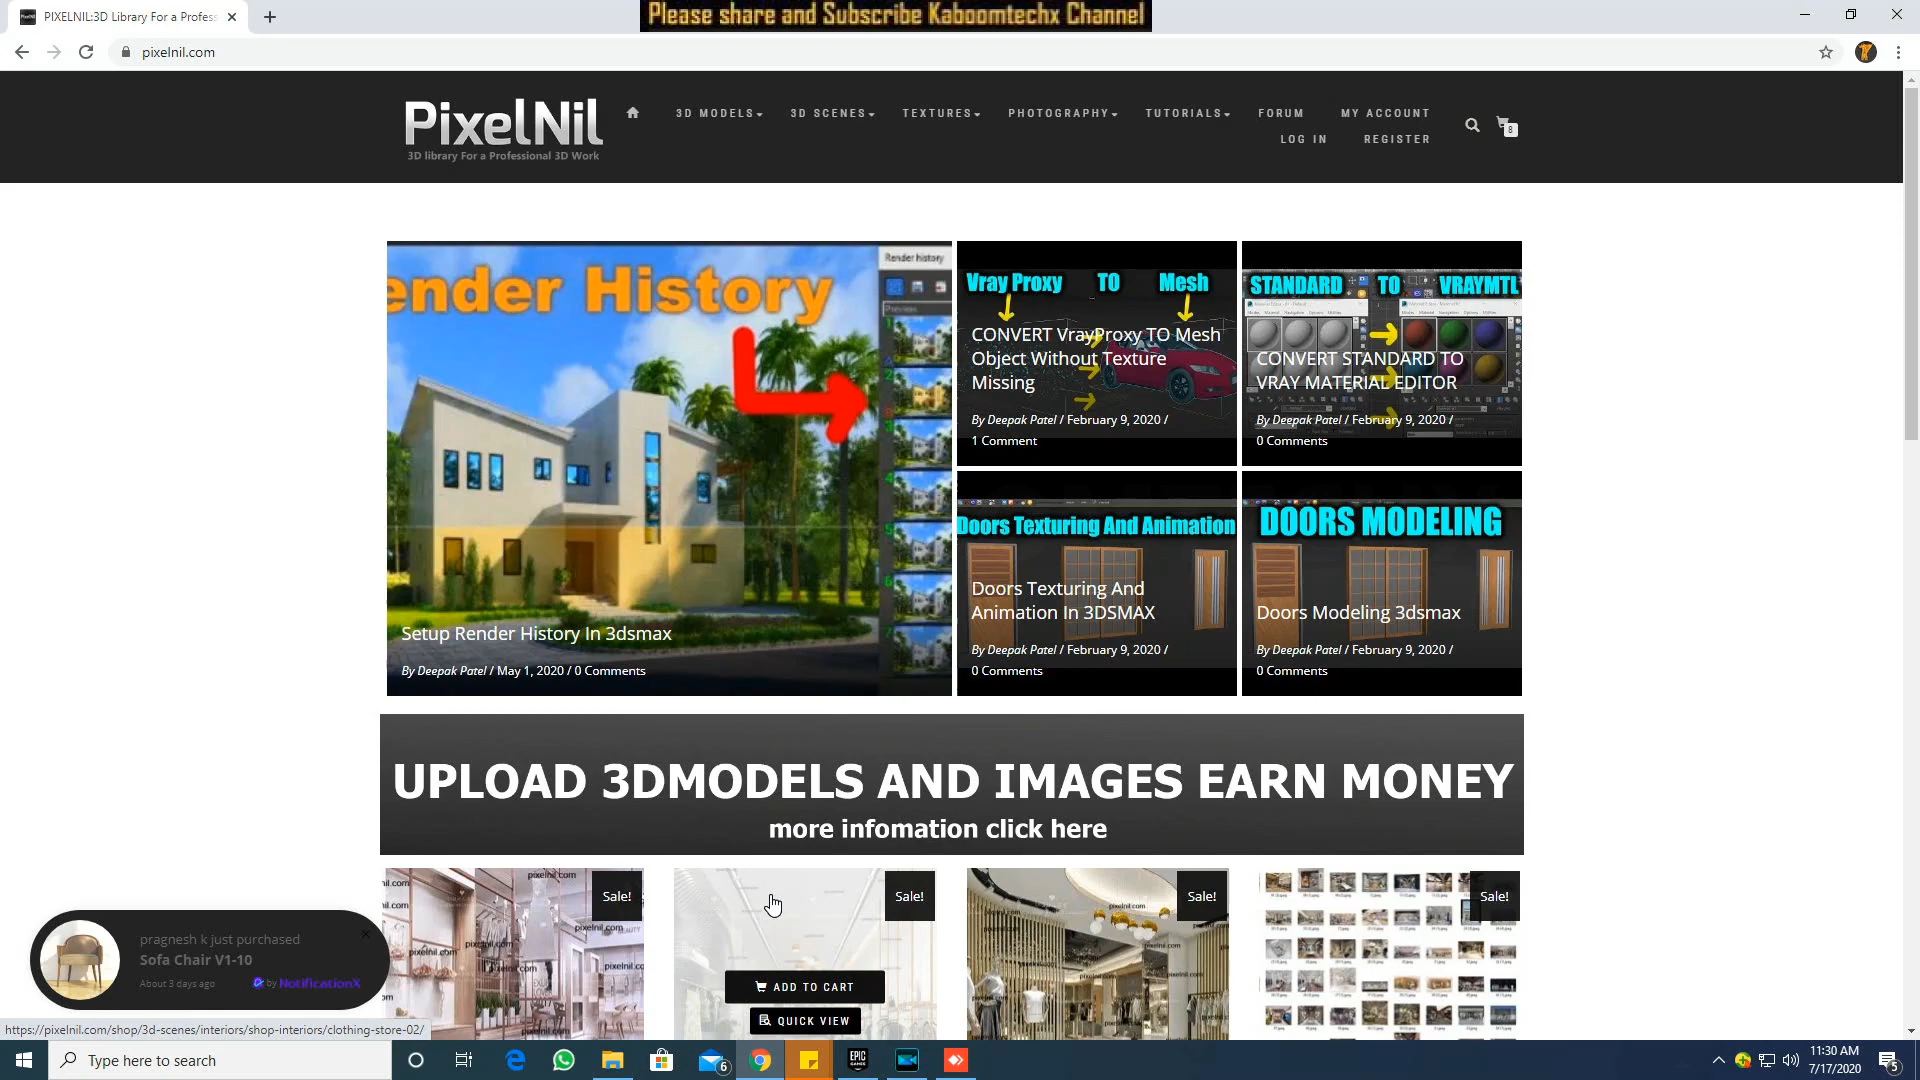 PIXELNIL:3D Library For a Profess
Please share and Subscribe Kaboomtechx Channel
pixelnil.com
PixelNil
3D library For a Professional 3D Work
3D MODELS
3D SCENES
TEXTURES
PHOTOGRAPHY
TUTORIALS
FORUM
MY ACCOUNT
LOG IN
REGISTER
8
ender History
Render history
Setup Render History In 3dsmax
By Deepak Patel / May 1, 2020 / 0 Comments
Vray Proxy TO Mesh
CONVERT VrayProxy TO Mesh
Object Without Texture
Missing
By Deepak Patel / February 9, 2020 /
1 Comment
STANDARD TO VRAYMTL
CONVERT STANDARD TO
VRAY MATERIAL EDITOR
By Deepak Patel / February 9, 2020 /
0 Comments
Doors Texturing And Animation
Doors Texturing And
Animation In 3DSMAX
By Deepak Patel / February 9, 2020 /
0 Comments
DOORS MODELING
Doors Modeling 3dsmax
By Deepak Patel / February 9, 2020 /
0 Comments
UPLOAD 3DMODELS AND IMAGES EARN MONEY
more infomation click here
Sale!
Sale!
Sale!
Sale!
ADD TO CART
QUICK VIEW
pragnesh k just purchased
Sofa Chair V1-10
About 3 days ago
by NotificationX
https://pixelnil.com/shop/3d-scenes/interiors/shop-interiors/clothing-store-02/
Type here to search
6
EPIC
GAMES
11:30 AM
7/17/2020
5